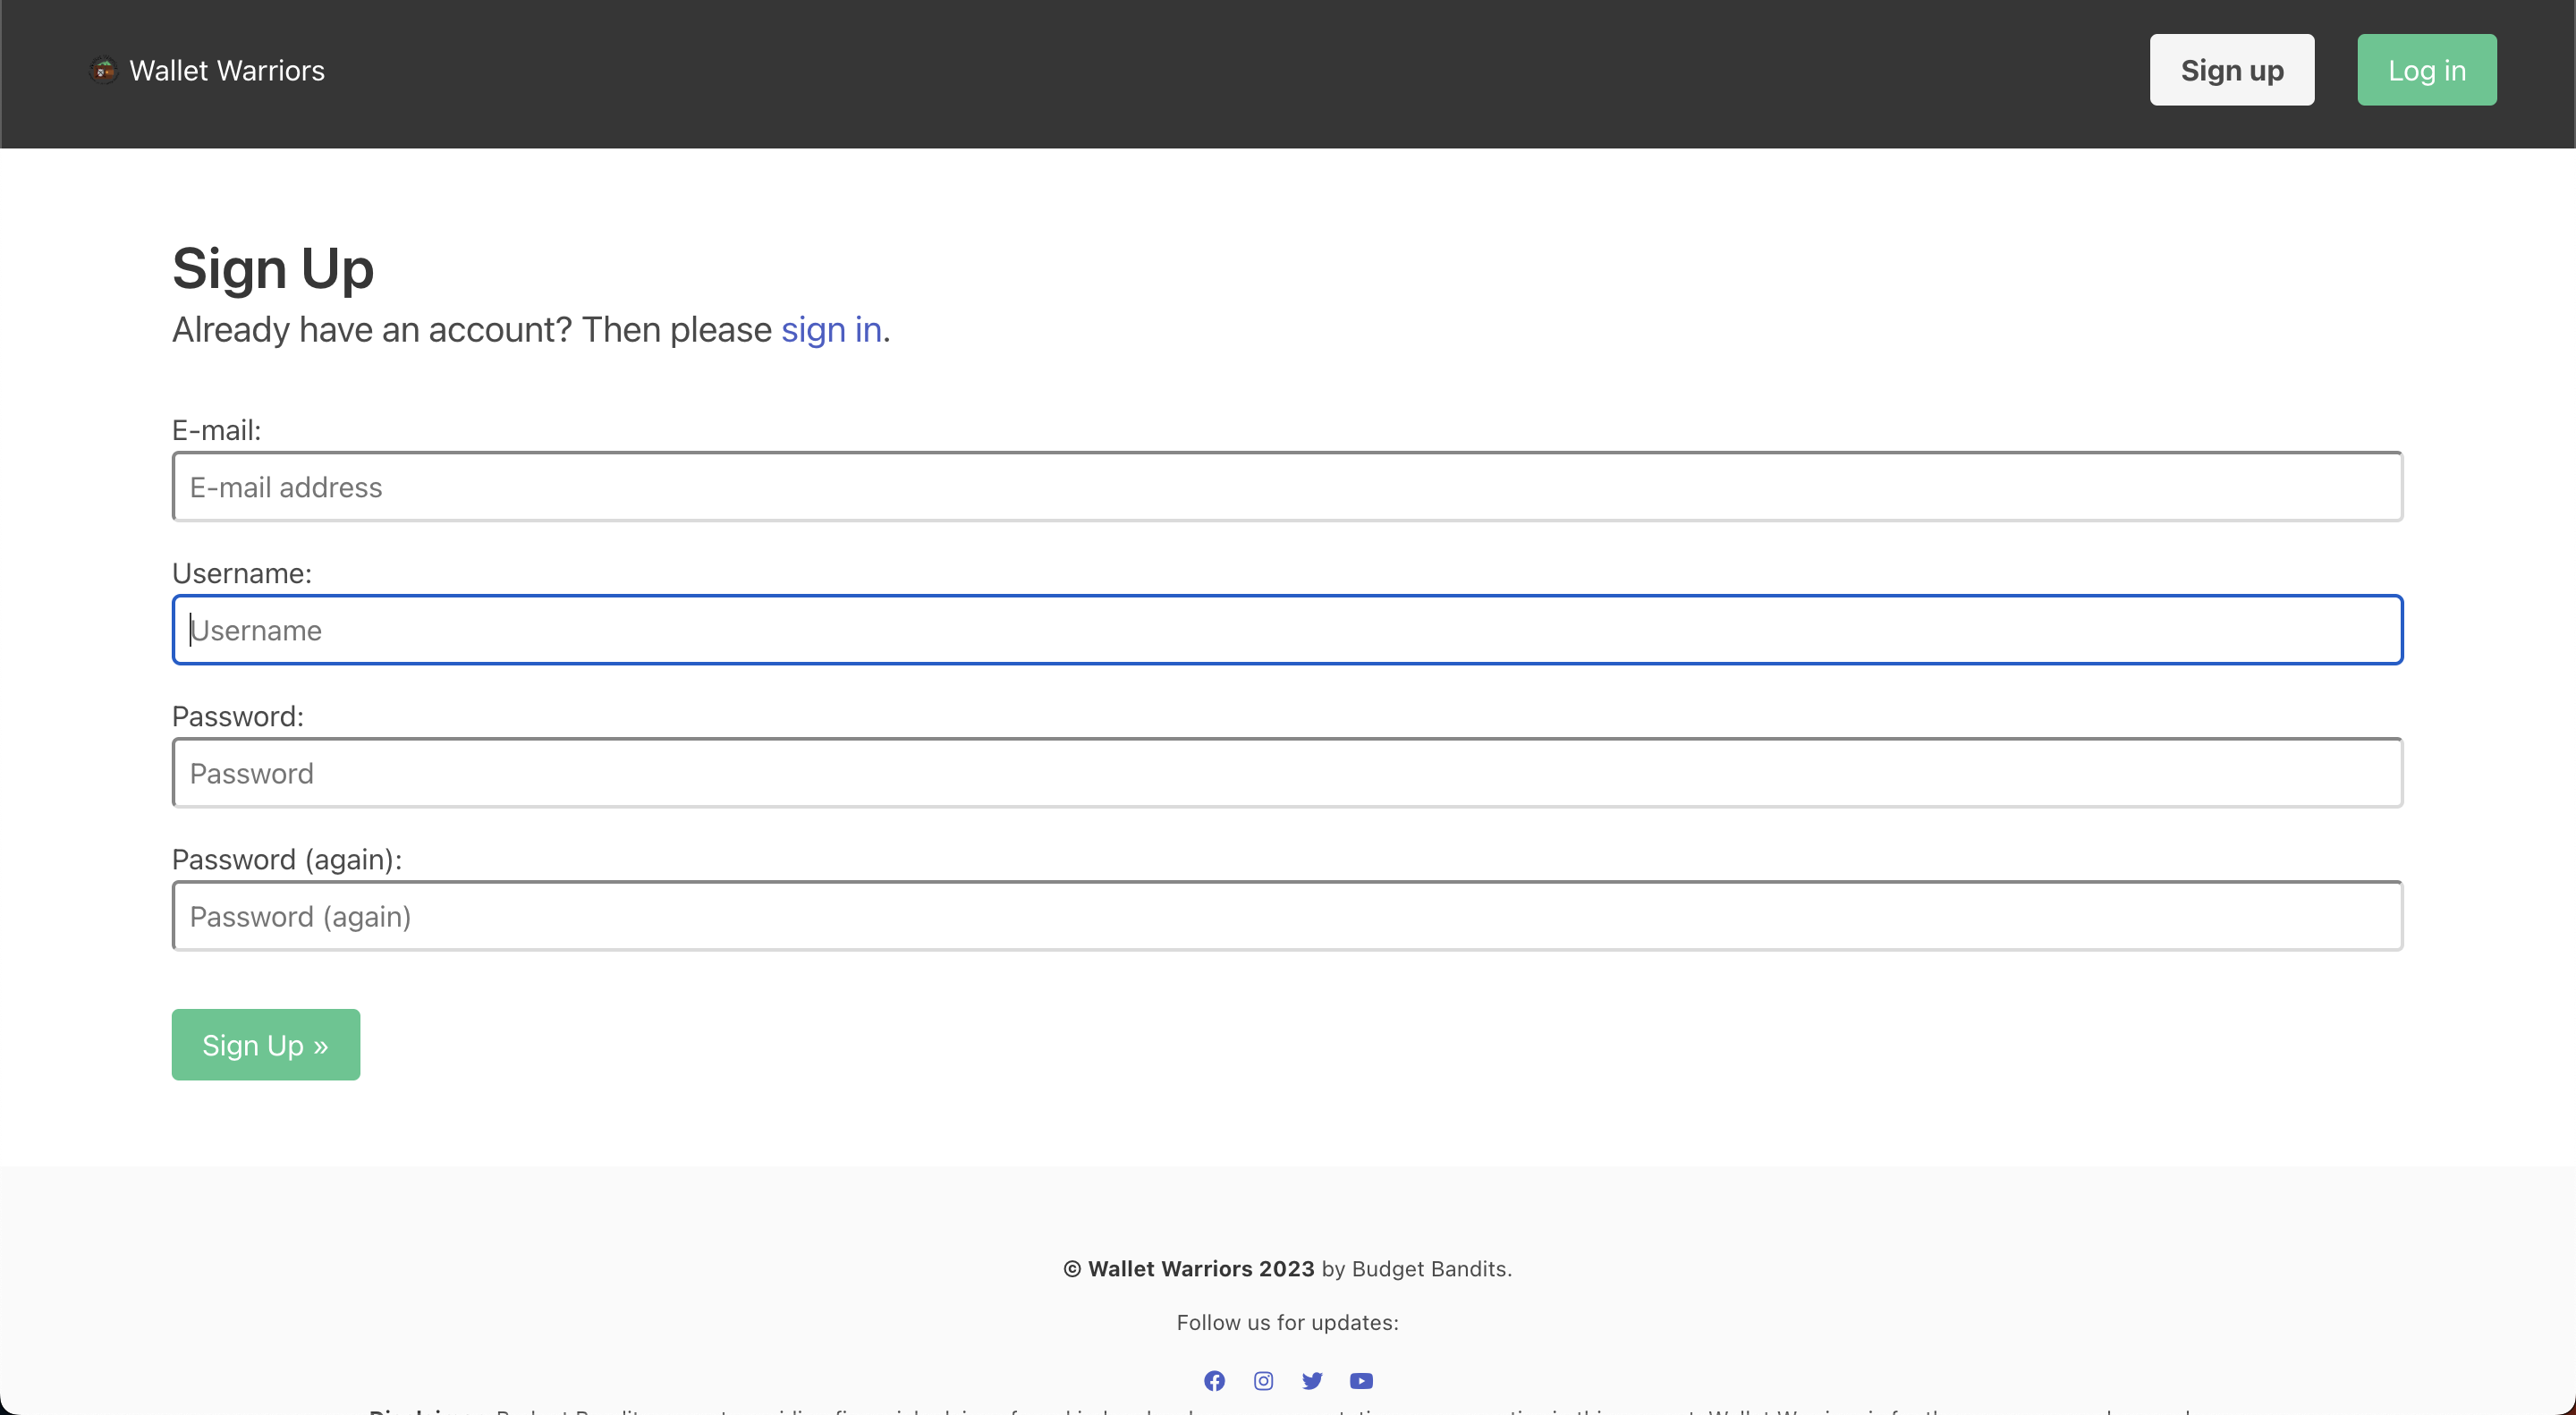 Wallet Warriors
Sign up
Log in
Sign Up
Already have an account? Then please sign in.
E-mail:
E-mail address
Username:
Username
Password:
Password
Password (again):
Password (again)
Sign Up »
© Wallet Warriors 2023 by Budget Bandits.
Follow us for updates: